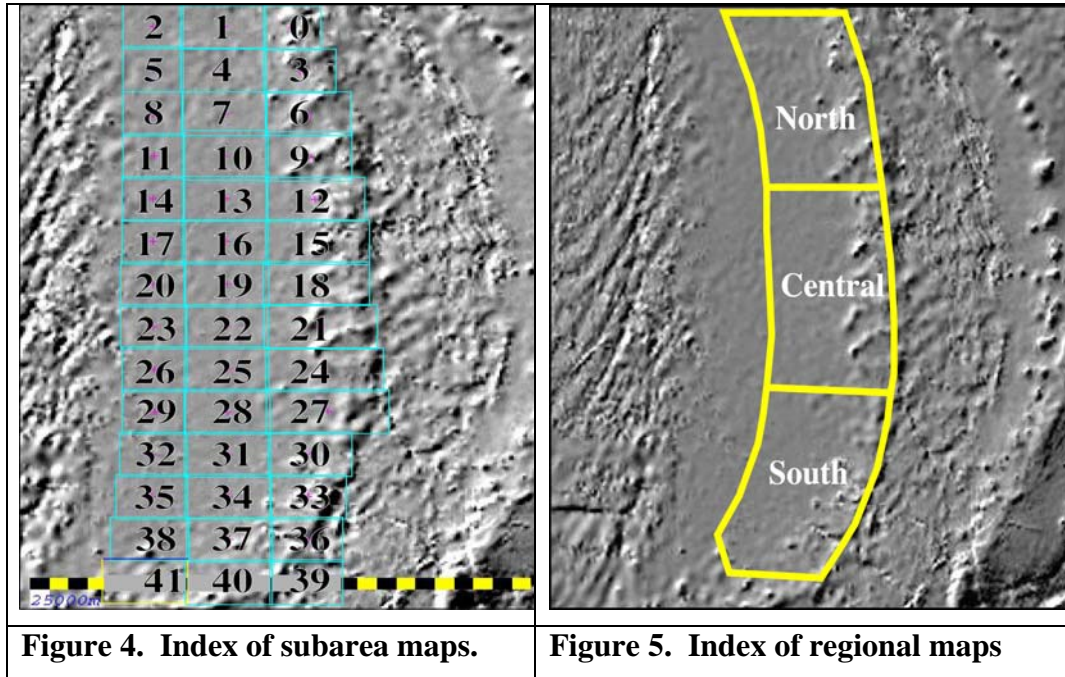 2 1 0
5 4 3
8 7 6
11 10 9
14 13 12
17 16 15
20 19 18
23 22 21
26 25 24
29 28 27
32 31 30
35 34 33
38 37 36
41 40 39
25000m
Figure 4. Index of subarea maps.
North
Central
South
Figure 5. Index of regional maps